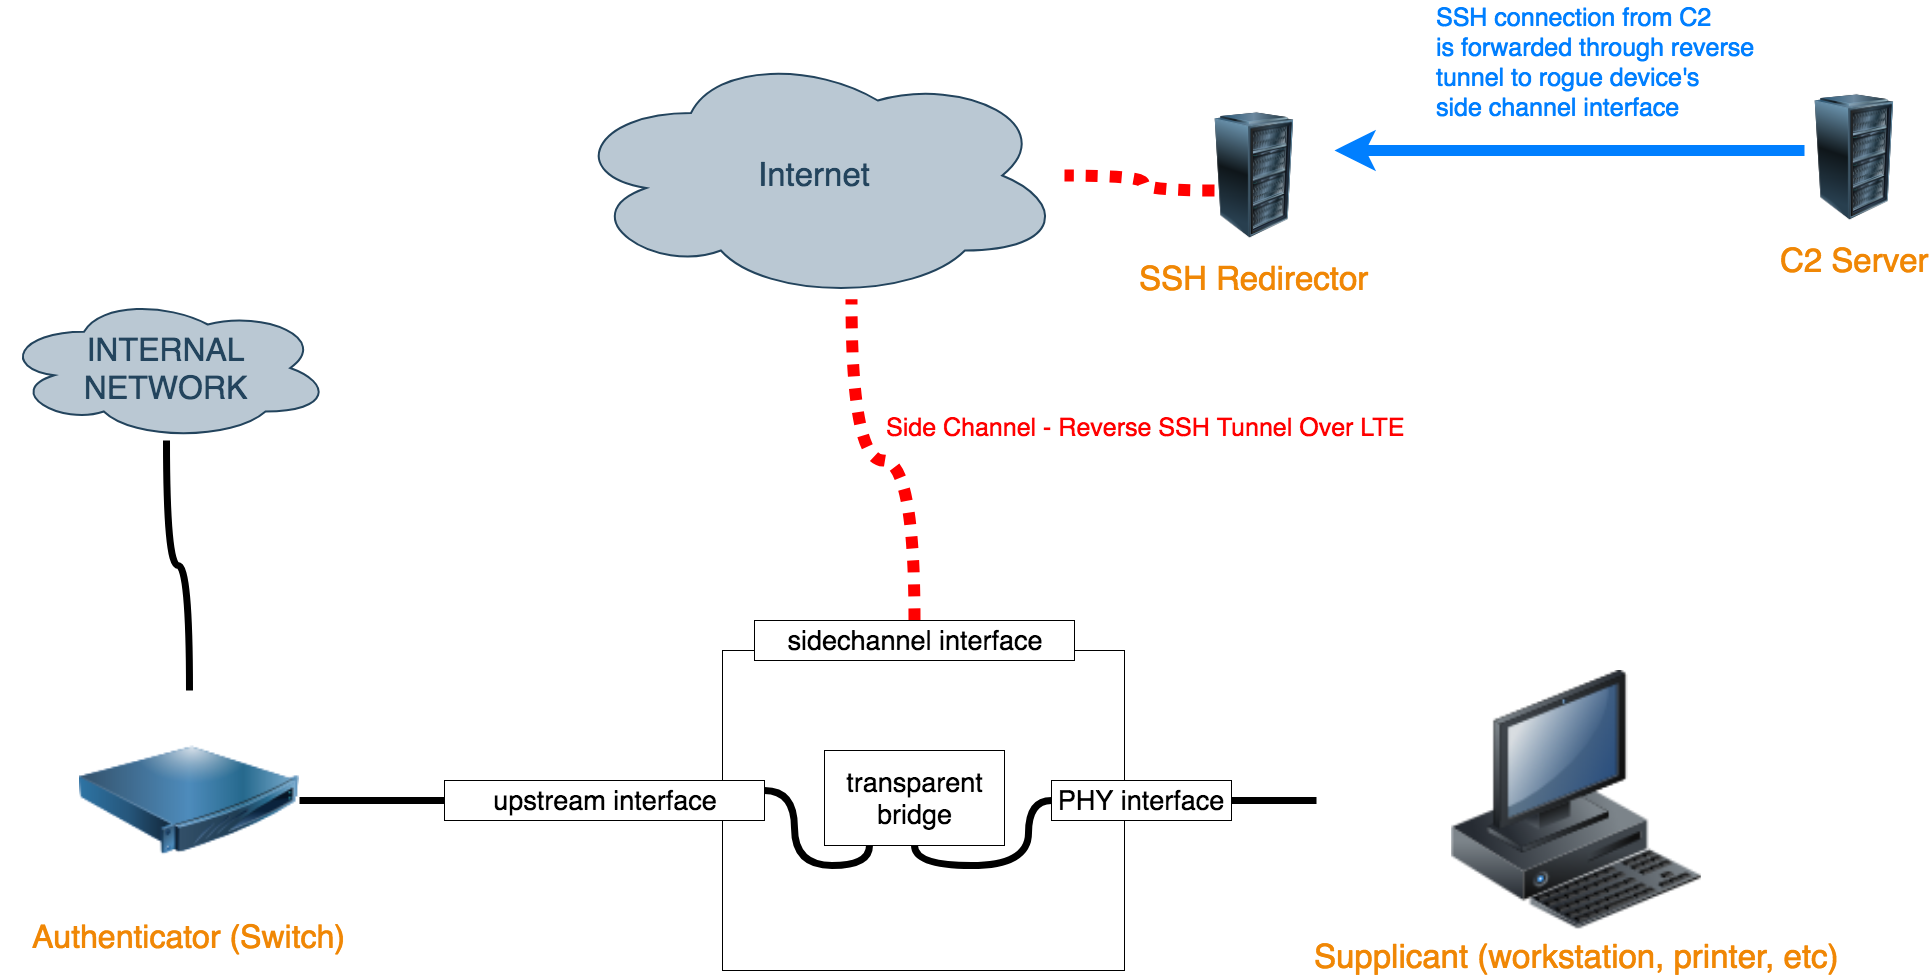 SSH connection from C2
is forwarded through reverse
tunnel to rogue device's
side channel interface
Internet
SSH Redirector
C2 Server
INTERNAL
NETWORK
Side Channel - Reverse SSH Tunnel Over LTE
sidechannel interface
transparent
bridge
upstream interface
PHY interface
Authenticator (Switch)
Supplicant (workstation, printer, etc)